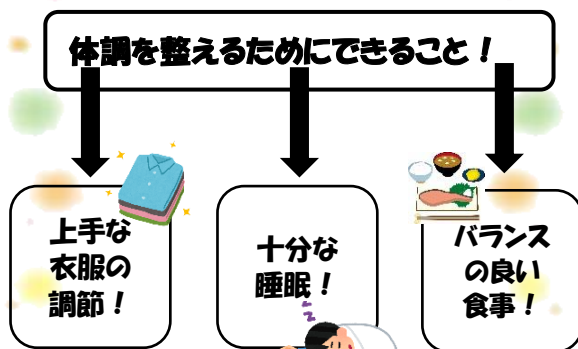 体調を整えるためにできること！
上手な
衣服の
調節！
十分な
睡眠！
バランス
の良い
食事！